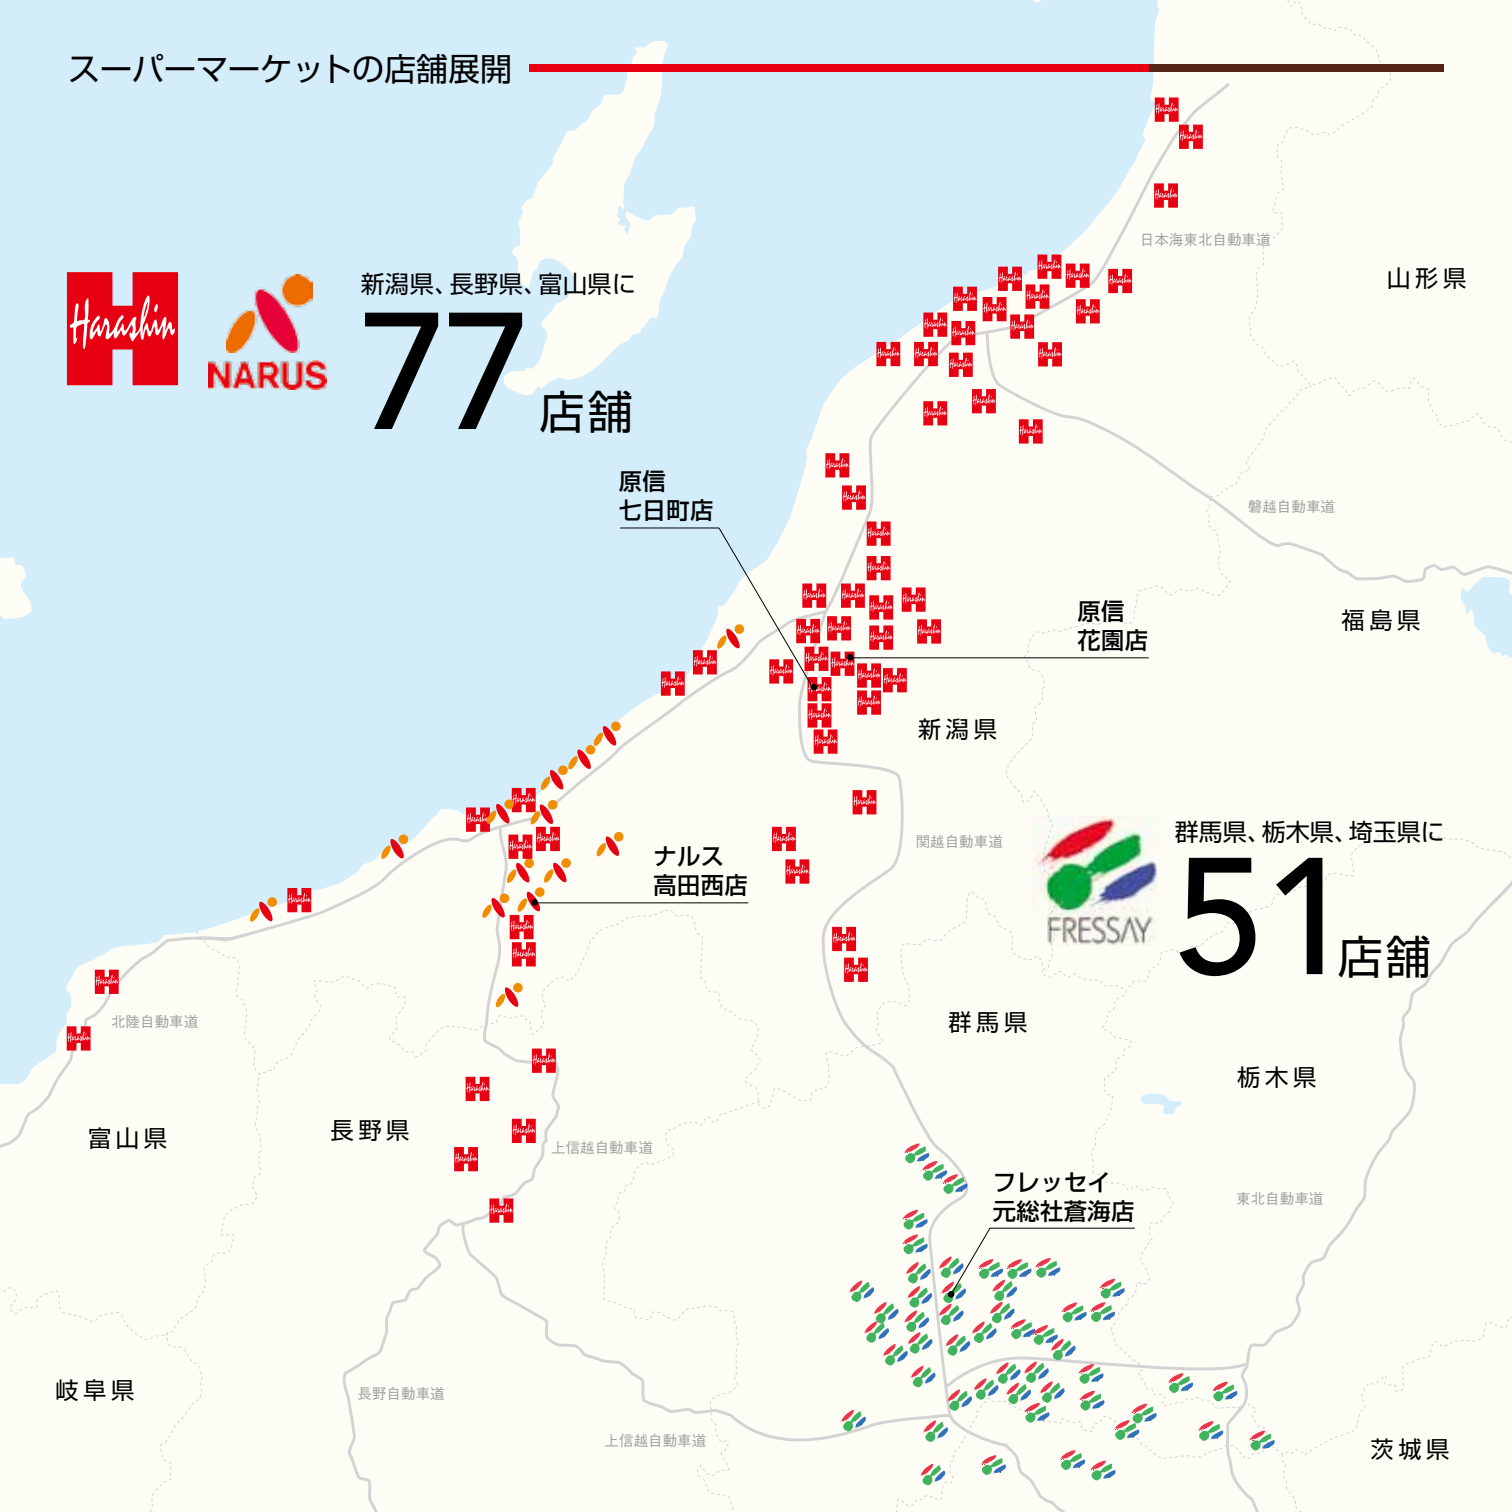 スーパーマーケットの店舗展開
Harashin
NARUS
新潟県、長野県、富山県に
77店舗
日本海東北自動車道
山形県
原信
七日町店
磐越自動車道
原信
花園店
福島県
新潟県
関越自動車道
ナルス
高田西店
FRESSAY
群馬県、栃木県、埼玉県に
51店舗
北陸自動車道
群馬県
栃木県
富山県
長野県
上信越自動車道
フレッセイ
元総社蒼海店
東北自動車道
岐阜県
長野自動車道
上信越自動車道
茨城県